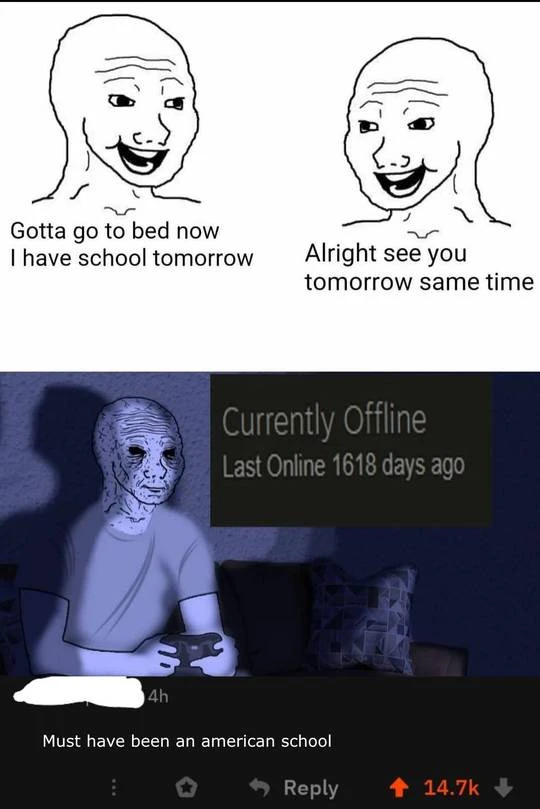 Gotta go to bed now
I have school tomorrow
Alright see you
tomorrow same time
Currently Offline
Last Online 1618 days ago
4h
Must have been an american school
Reply
14.7k